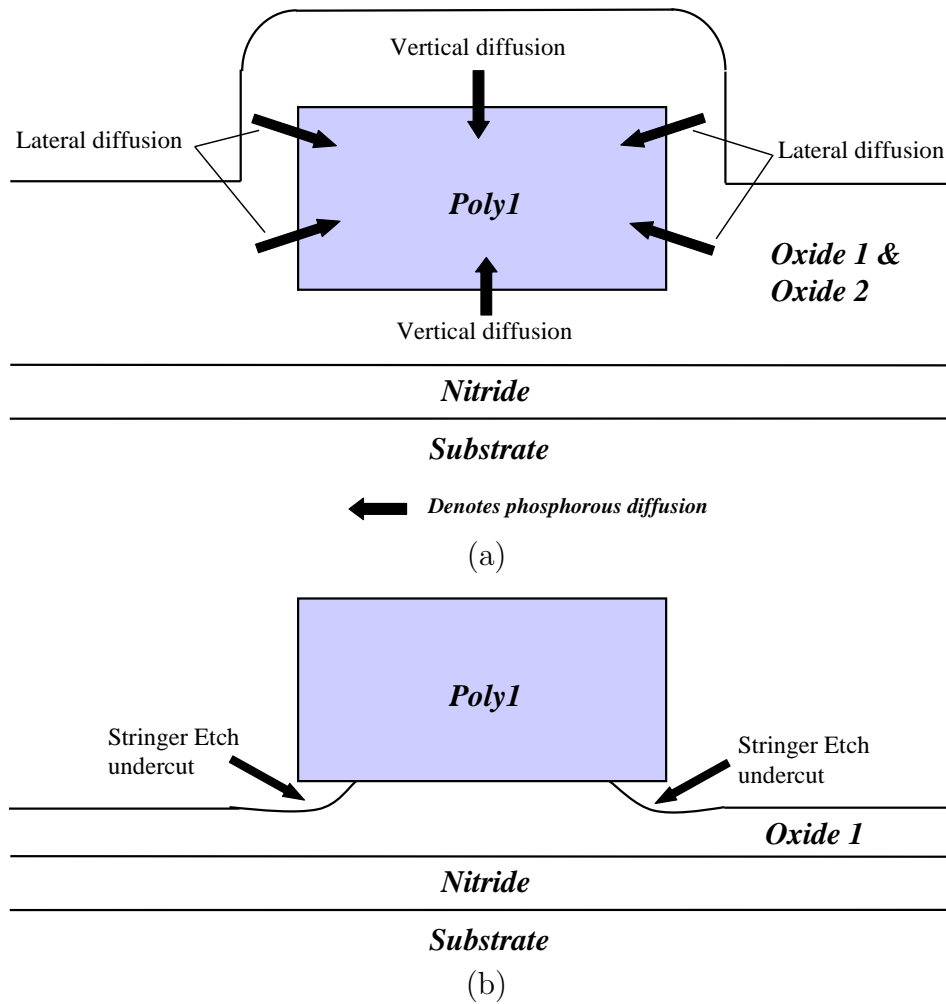 Vertical diffusion
Lateral diffusion
Lateral diffusion
Poly1
Oxide 1 &
Oxide 2
Vertical diffusion
Nitride
Substrate
Denotes phosphorous diffusion
(a)
Poly1
Stringer Etch
undercut
Stringer Etch
undercut
Oxide 1
Nitride
Substrate
(b)